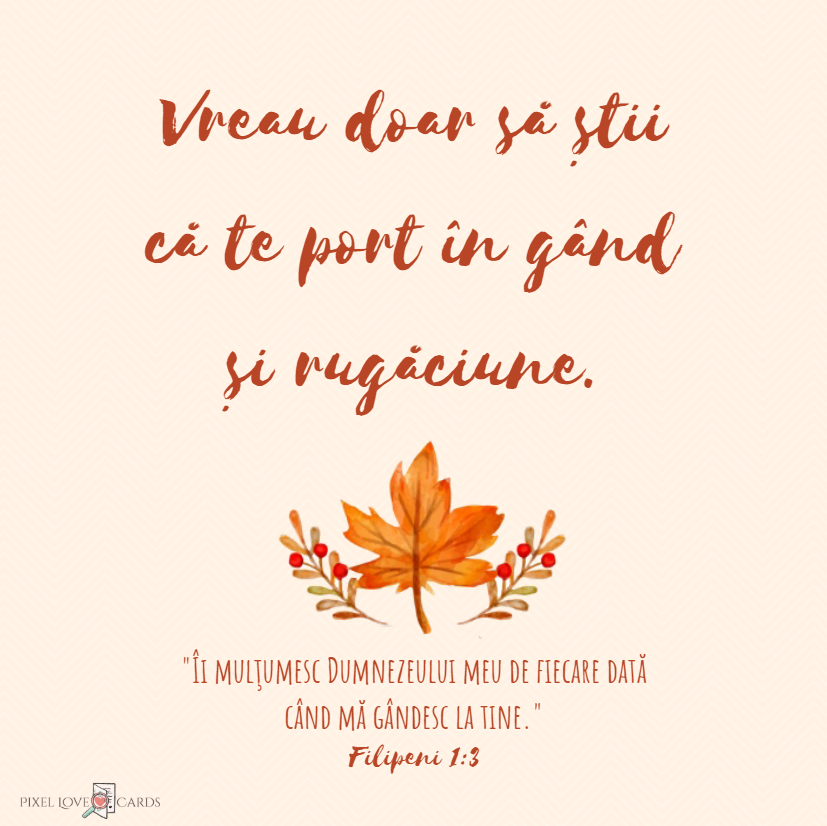 Vreau doar să știi
că te port în gând
și rugăciune.
"Îi mulţumesc Dumnezeului meu de fiecare dată
când mă gândesc la tine."
Filipeni 1:3
PIXEL LOVE CARDS